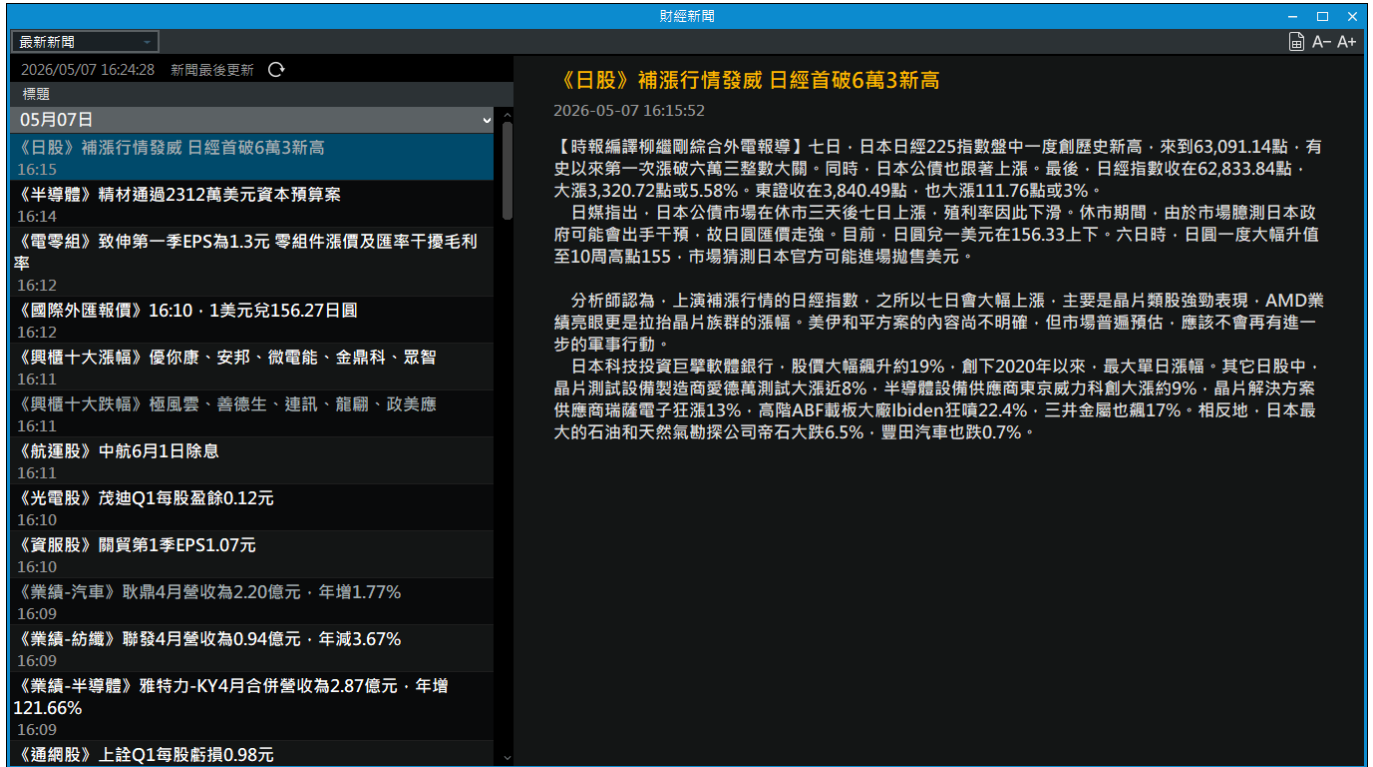 財經新聞
最新新聞
A− A+
2026/05/07 16:24:28 新聞最後更新
標題
05月07日
《日股》補漲行情發威 日經首破6萬3新高
16:15
《半導體》精材通過2312萬美元資本預算案
16:14
《電零組》致伸第一季EPS為1.3元 零組件漲價及匯率干擾毛利
率
16:12
《國際外匯報價》16:10，1美元兌156.27日圓
16:12
《興櫃十大漲幅》優你康、安邦、微電能、金鼎科、眾智
16:11
《興櫃十大跌幅》極風雲、善德生、連訊、龍翩、政美應
16:11
《航運股》中航6月1日除息
16:11
《光電股》茂迪Q1每股盈餘0.12元
16:10
《資服股》關貿第1季EPS1.07元
16:10
《業績-汽車》耿鼎4月營收為2.20億元，年增1.77%
16:09
《業績-紡纖》聯發4月營收為0.94億元，年減3.67%
16:09
《業績-半導體》雅特力-KY4月合併營收為2.87億元，年增
121.66%
16:09
《通網股》上詮Q1每股虧損0.98元
《日股》補漲行情發威 日經首破6萬3新高
2026-05-07 16:15:52
【時報編譯柳繼剛綜合外電報導】七日，日本日經225指數盤中一度創歷史新高，來到63,091.14點，有
史以來第一次漲破六萬三整數大關。同時，日本公債也跟著上漲。最後，日經指數收在62,833.84點，
大漲3,320.72點或5.58%。東證收在3,840.49點，也大漲111.76點或3%。
日媒指出，日本公債市場在休市三天後七日上漲，殖利率因此下滑。休市期間，由於市場臆測日本政
府可能會出手干預，故日圓匯價走強。目前，日圓兌一美元在156.33上下。六日時，日圓一度大幅升值
至10周高點155，市場猜測日本官方可能進場拋售美元。
分析師認為，上演補漲行情的日經指數，之所以七日會大幅上漲，主要是晶片類股強勁表現，AMD業
績亮眼更是拉抬晶片族群的漲幅。美伊和平方案的內容尚不明確，但市場普遍預估，應該不會再有進一
步的軍事行動。
日本科技投資巨擘軟體銀行，股價大幅飆升約19%，創下2020年以來，最大單日漲幅。其它日股中，
晶片測試設備製造商愛德萬測試大漲近8%，半導體設備供應商東京威力科創大漲約9%，晶片解決方案
供應商瑞薩電子狂漲13%，高階ABF載板大廠Ibiden狂噴22.4%，三井金屬也飆17%。相反地，日本最
大的石油和天然氣勘探公司帝石大跌6.5%，豐田汽車也跌0.7%。